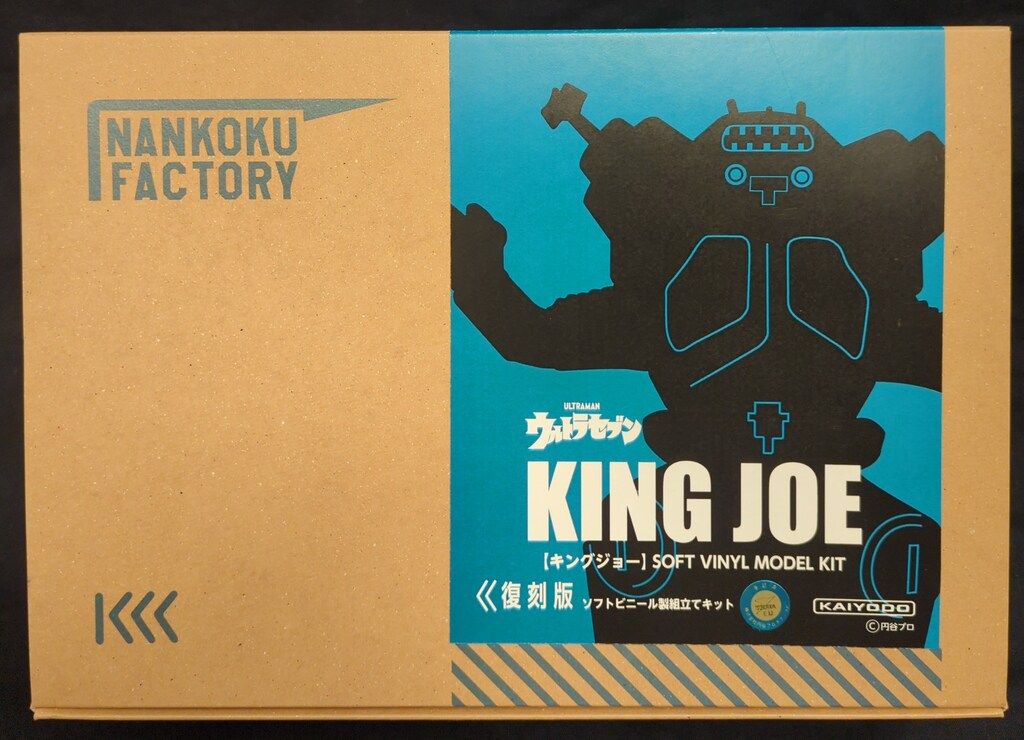 NANKOKU
FACTORY
ULTRAMAN
ウルトラセブン
KING JOE
【キングジョー】SOFT VINYL MODEL KIT
復刻版 ソフトビニール製組立てキット
KAIYODO
©円谷プロ